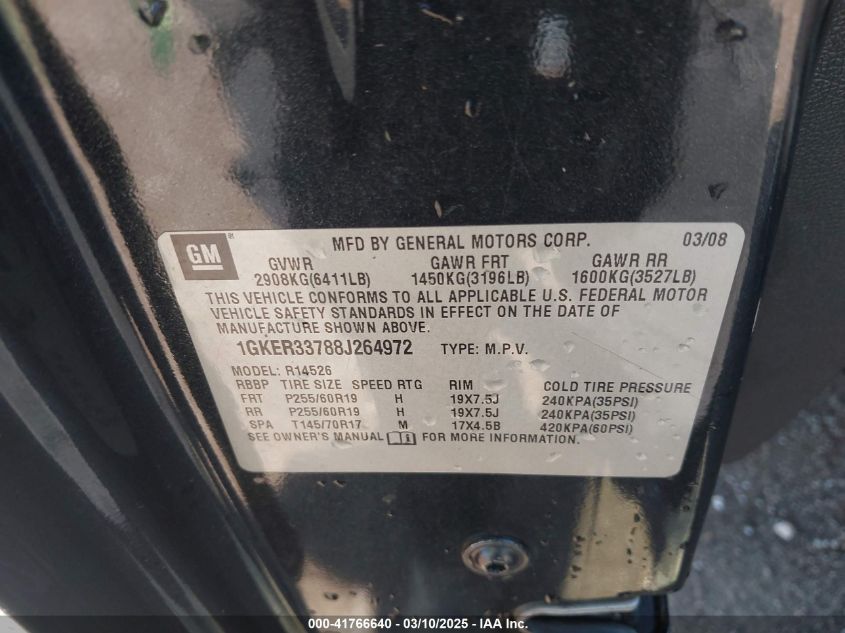 GM®
MFD BY GENERAL MOTORS CORP. 03/08
GVWR GAWR FRT GAWR RR
2908KG(6411LB) 1450KG(3196LB) 1600KG(3527LB)
THIS VEHICLE CONFORMS TO ALL APPLICABLE U.S. FEDERAL MOTOR
VEHICLE SAFETY STANDARDS IN EFFECT ON THE DATE OF
MANUFACTURE SHOWN ABOVE.
1GKER33788J264972 TYPE: M.P.V.
MODEL: R14526
RBBP TIRE SIZE SPEED RTG RIM COLD TIRE PRESSURE
FRT P255/60R19 H 19X7.5J 240KPA(35PSI)
RR P255/60R19 H 19X7.5J 240KPA(35PSI)
SPA T145/70R17 M 17X4.5B 420KPA(60PSI)
SEE OWNER'S MANUAL FOR MORE INFORMATION.
000-41766640 - 03/10/2025 - IAA Inc.